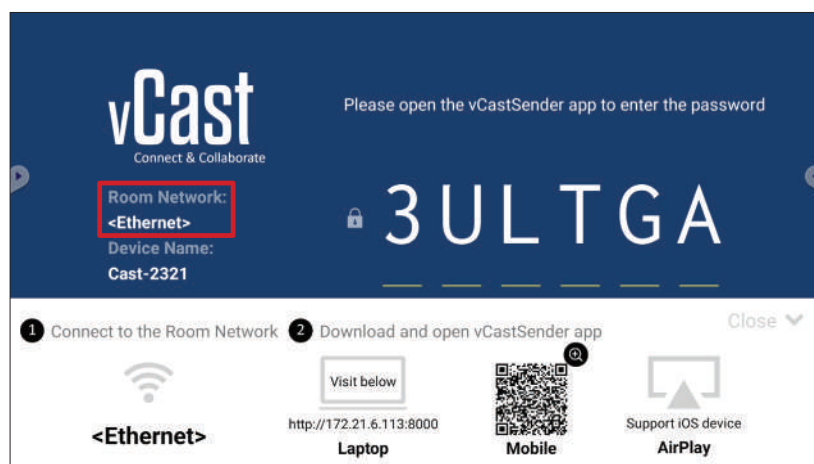 vCast
Connect & Collaborate
Please open the vCastSender app to enter the password
Room Network:
<Ethernet>
Device Name:
Cast-2321
3ULTGA
1 Connect to the Room Network
2 Download and open vCastSender app
Close
<Ethernet>
Visit below
http://172.21.6.113:8000
Laptop
Mobile
Support iOS device
AirPlay